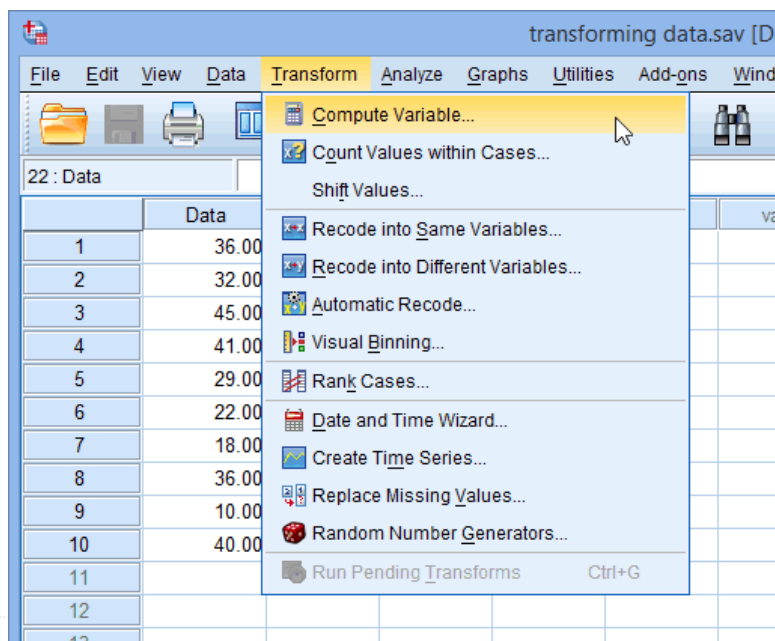 transforming data.sav [D
File Edit View Data Transform Analyze Graphs Utilities Add-ons Wind
Compute Variable...
Count Values within Cases...
22 : Data
Shift Values...
Data va
1 36.00
Recode into Same Variables...
2 32.00
Recode into Different Variables...
3 45.00
Automatic Recode...
4 41.00
Visual Binning...
5 29.00
Rank Cases...
6 22.00
Date and Time Wizard...
7 18.00
Create Time Series...
8 36.00
Replace Missing Values...
9 10.00
Random Number Generators...
10 40.00
Run Pending Transforms Ctrl+G
11
12
13